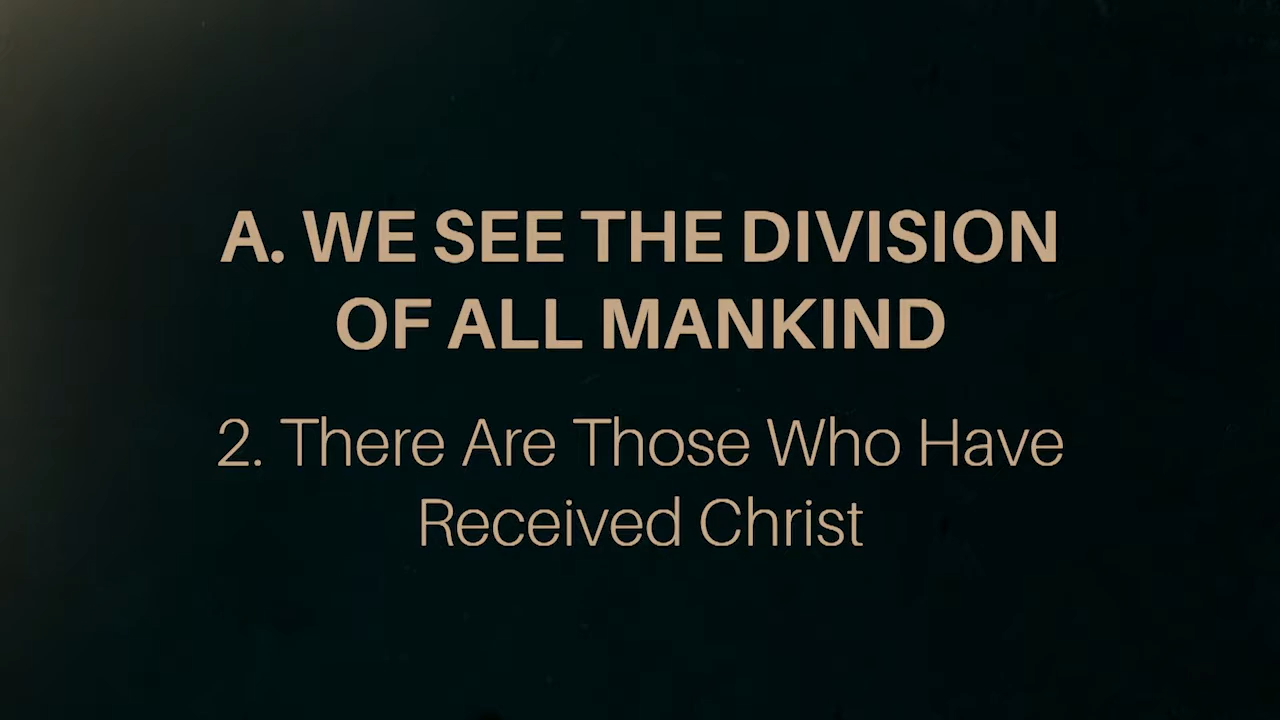 A. WE SEE THE DIVISION
OF ALL MANKIND
2. There Are Those Who Have
Received Christ